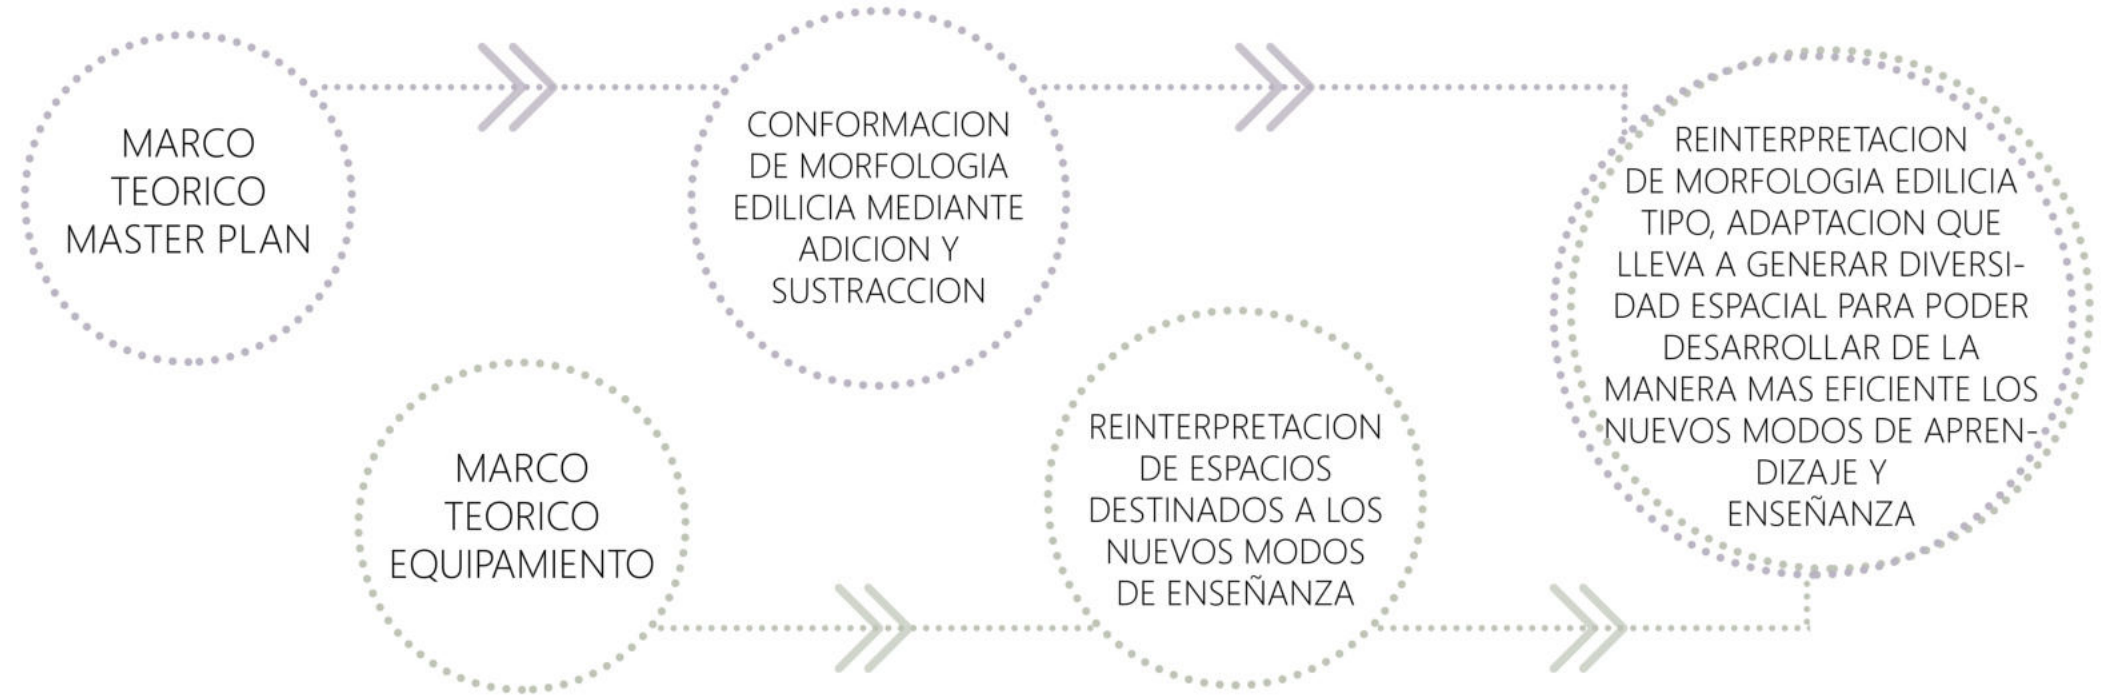 MARCO
TEORICO
MASTER PLAN
CONFORMACION
DE MORFOLOGIA
EDILICIA MEDIANTE
ADICION Y
SUSTRACCION
MARCO
TEORICO
EQUIPAMIENTO
REINTERPRETACION
DE ESPACIOS
DESTINADOS A LOS
NUEVOS MODOS
DE ENSEÑANZA
REINTERPRETACION
DE MORFOLOGIA EDILICIA
TIPO, ADAPTACION QUE
LLEVA A GENERAR DIVERSI-
DAD ESPACIAL PARA PODER
DESARROLLAR DE LA
MANERA MAS EFICIENTE LOS
NUEVOS MODOS DE APREN-
DIZAJE Y
ENSEÑANZA